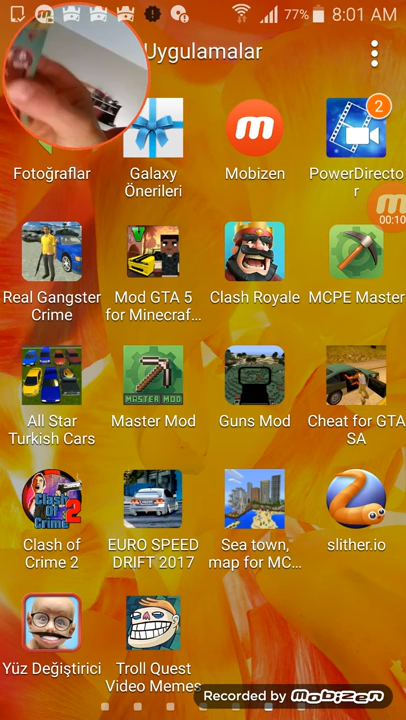 77% 8:01 AM
Uygulamalar
2
Fotoğraflar
Galaxy
Önerileri
Mobizen
PowerDirecto
r
00:10
Real Gangster
Crime
Mod GTA 5
for Minecraf...
Clash Royale
MCPE Master
MASTER MOD
All Star
Turkish Cars
Master Mod
Guns Mod
Cheat for GTA
SA
Clash
Of
Crime 2
Clash of
Crime 2
EURO SPEED
DRIFT 2017
Sea town,
map for MC...
slither.io
Yüz Değiştirici
Troll Quest
Video Memes
Recorded by Mobizen